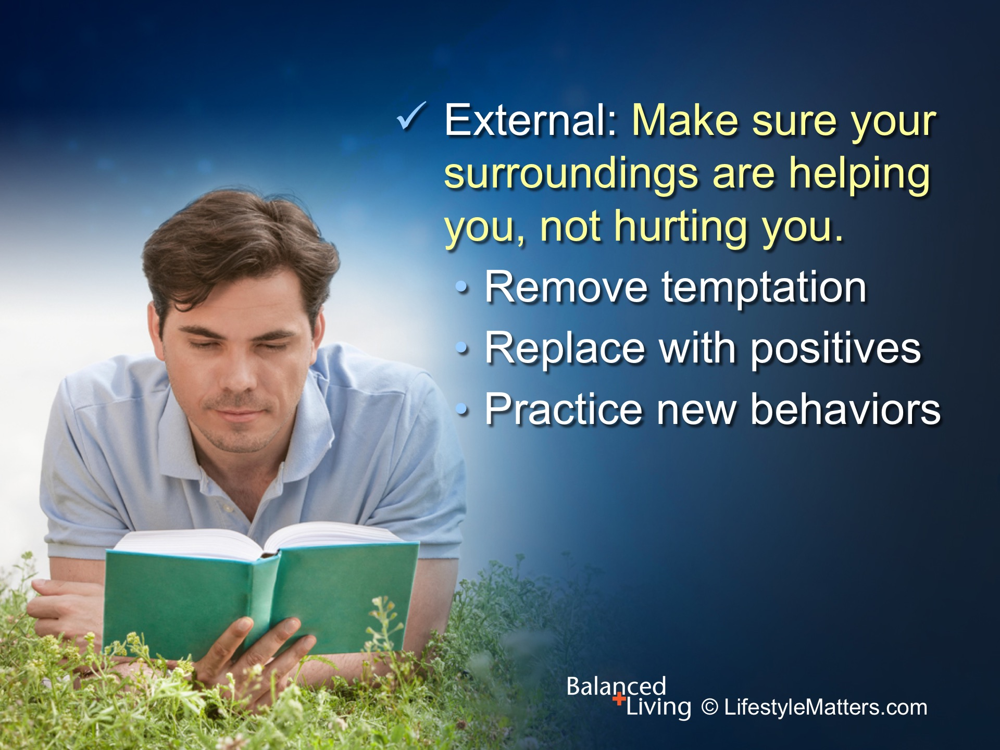 ✓ External: Make sure your
surroundings are helping
you, not hurting you.
• Remove temptation
• Replace with positives
• Practice new behaviors
Balanced
+Living © LifestyleMatters.com